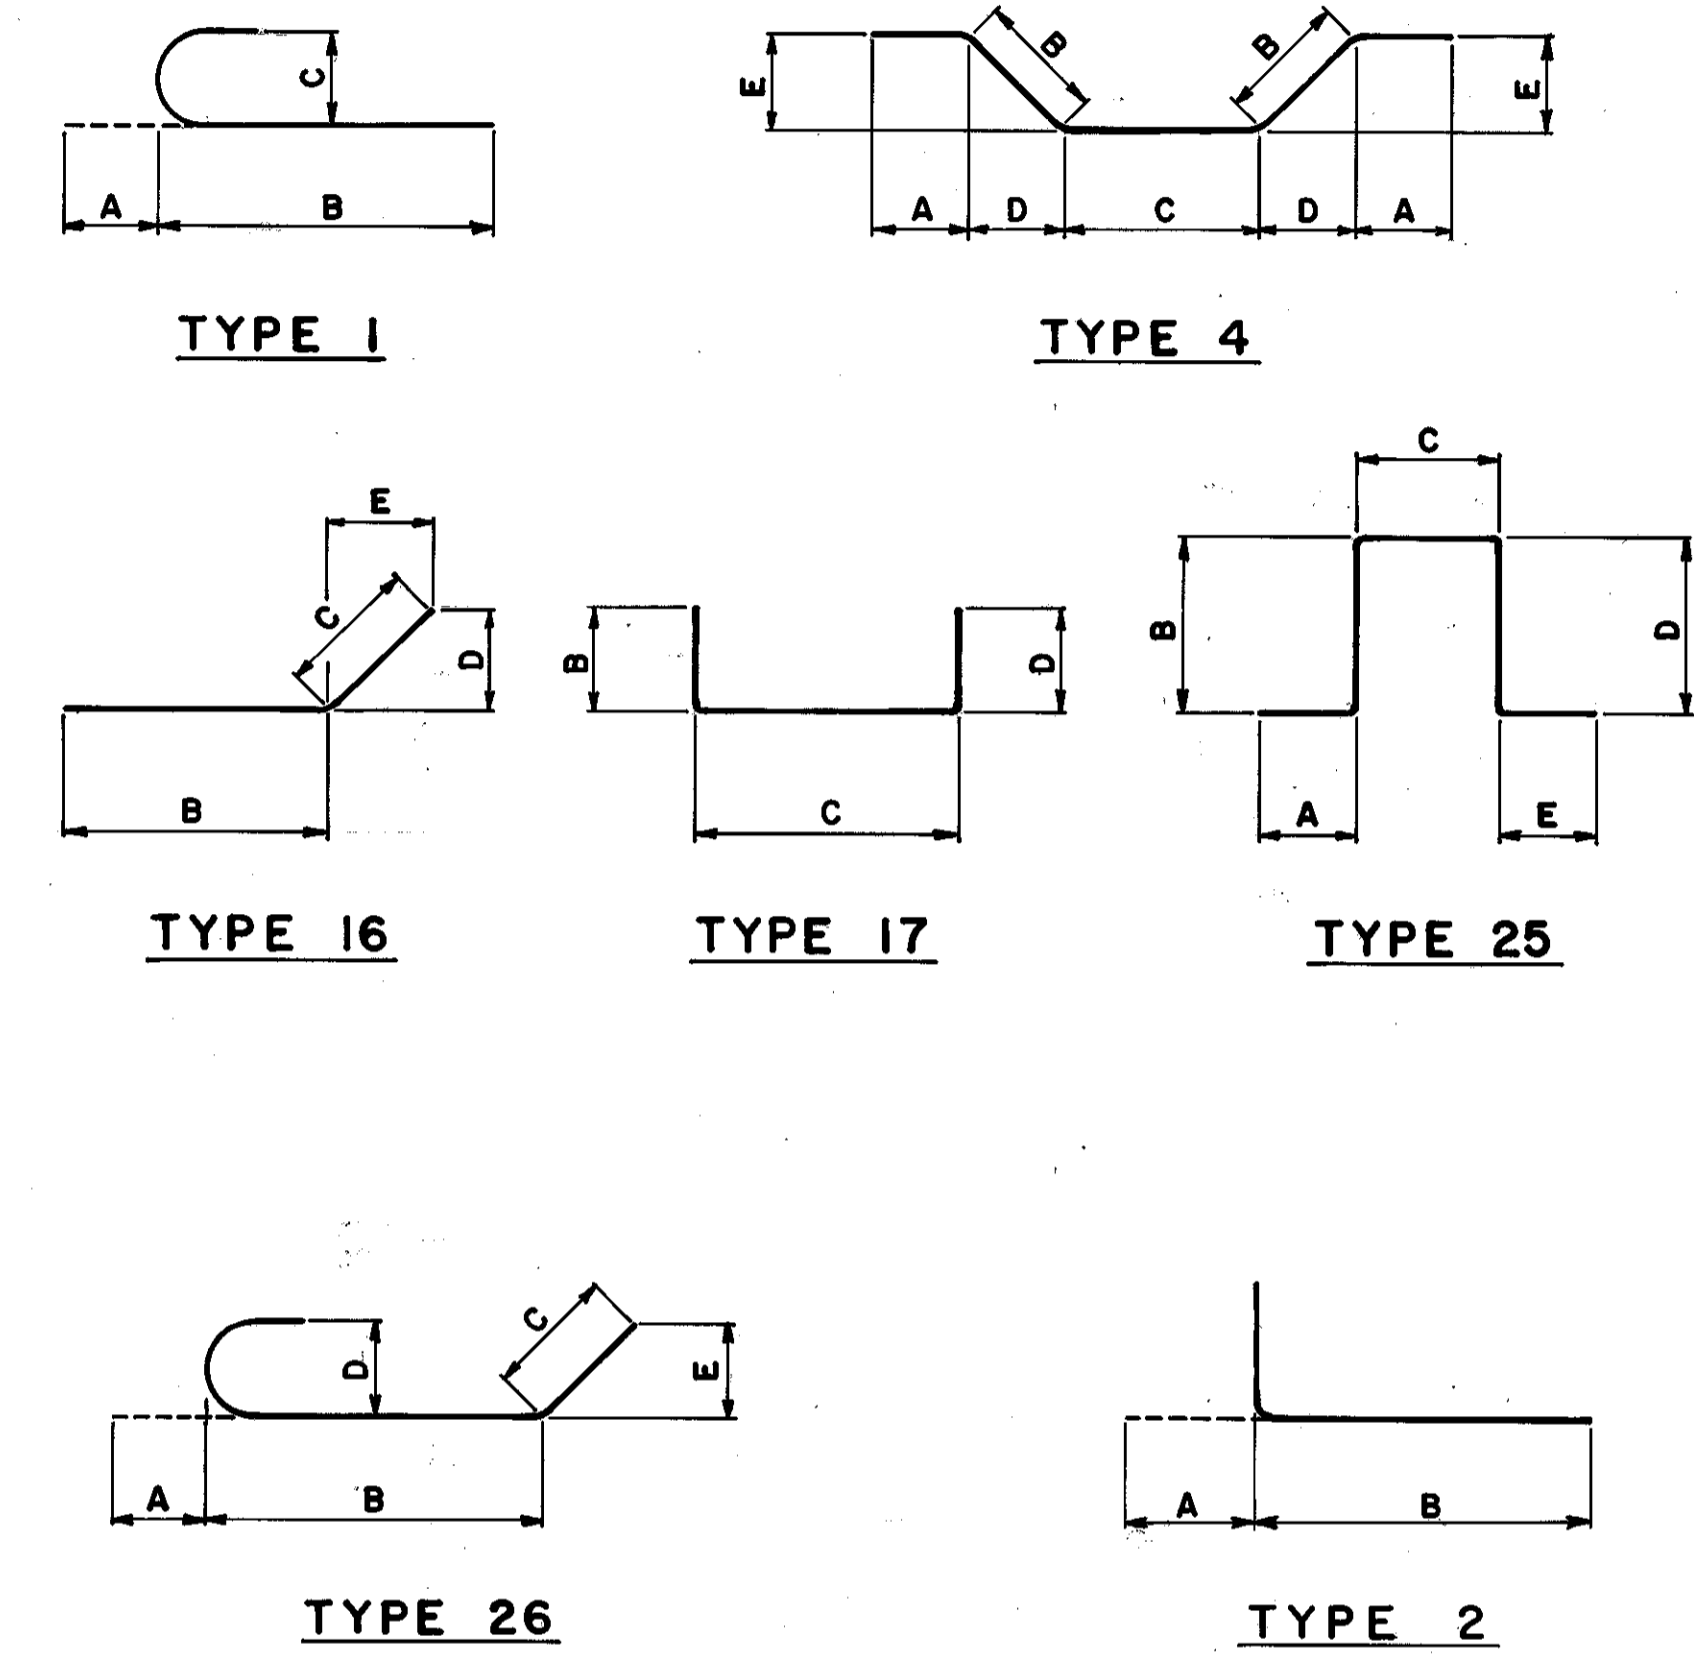 C
A B
TYPE 1
B B
E E
A D C D A
TYPE 4
E
C
D
B
TYPE 16
B D
C
TYPE 17
C
B D
A E
TYPE 25
C
D E
A B
TYPE 26
A B
TYPE 2